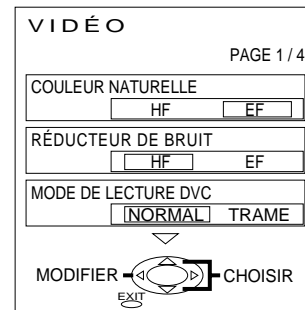 VIDÉO
PAGE 1 / 4
COULEUR NATURELLE
HF EF
RÉDUCTEUR DE BRUIT
HF EF
MODE DE LECTURE DVC
NORMAL TRAME
MODIFIER CHOISIR
EXIT